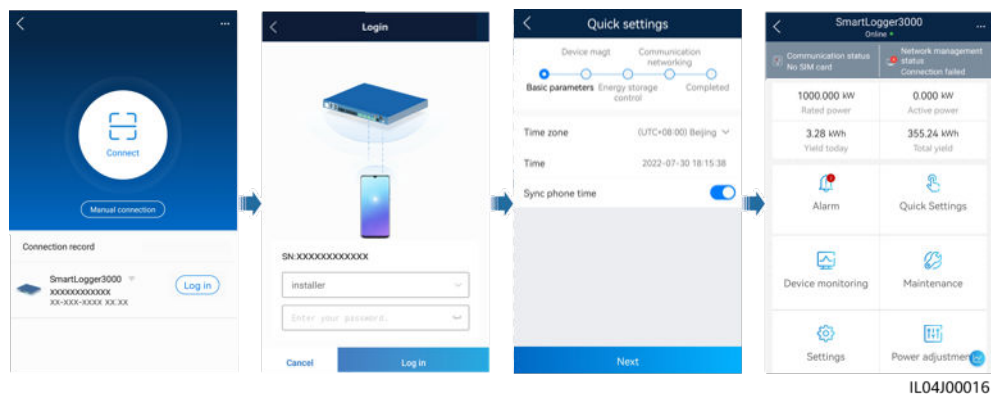 ...
Connect
Manual connection
Connection record
SmartLogger3000
XXXXXXXXXXXX
XX-XXX-XXXX XX:XX
Log in
Login
SN:XXXXXXXXXXXX
installer
Enter your password.
Cancel
Log in
Quick settings
Device magt
Communication
networking
Basic parameters
Energy storage
control
Completed
Time zone
(UTC+08:00) Beijing
Time
2022-07-30 18:15:38
Sync phone time
Next
SmartLogger3000
...
Online
Communication status
No SIM card
Network management
status
Connection failed
1000.000 kW
Rated power
0.000 kW
Active power
3.28 kWh
Yield today
355.24 kWh
Total yield
Alarm
Quick Settings
Device monitoring
Maintenance
Settings
Power adjustmen
IL04J00016